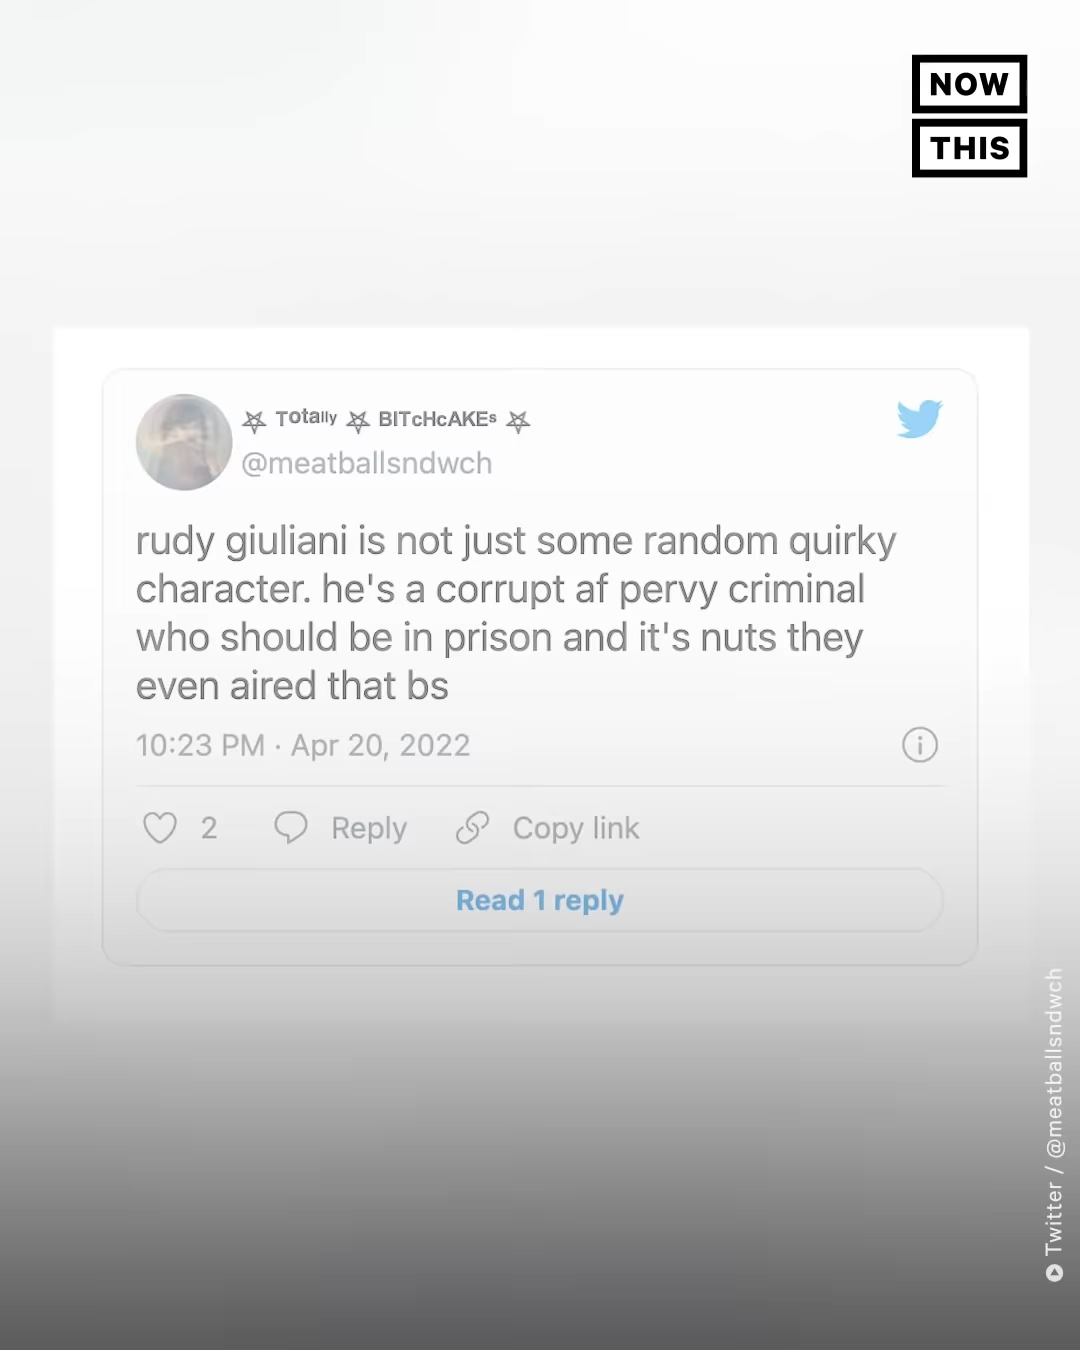 NOW
THIS
⛧ Totally ⛧ BITcHcAKEs ⛧
@meatballsndwch
rudy giuliani is not just some random quirky
character. he's a corrupt af pervy criminal
who should be in prison and it's nuts they
even aired that bs
10:23 PM · Apr 20, 2022
2 Reply Copy link
Read 1 reply
Twitter / @meatballsndwch